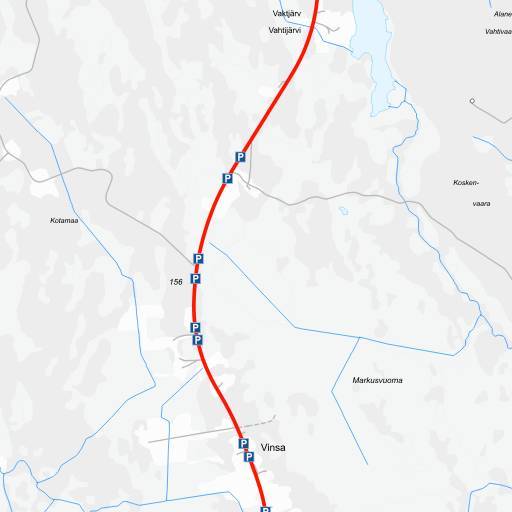 Vaktjärv
Vahtijärvi
Alane
Vahtivaa
Kosken-
vaara
Kotamaa
P
P
P
P
156
P
P
Markusvuoma
P
Vinsa
P
P